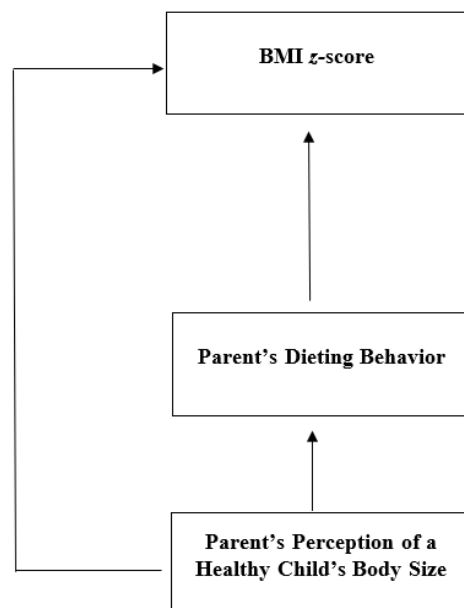 BMI z-score
Parent's Dieting Behavior
Parent's Perception of a
Healthy Child's Body Size